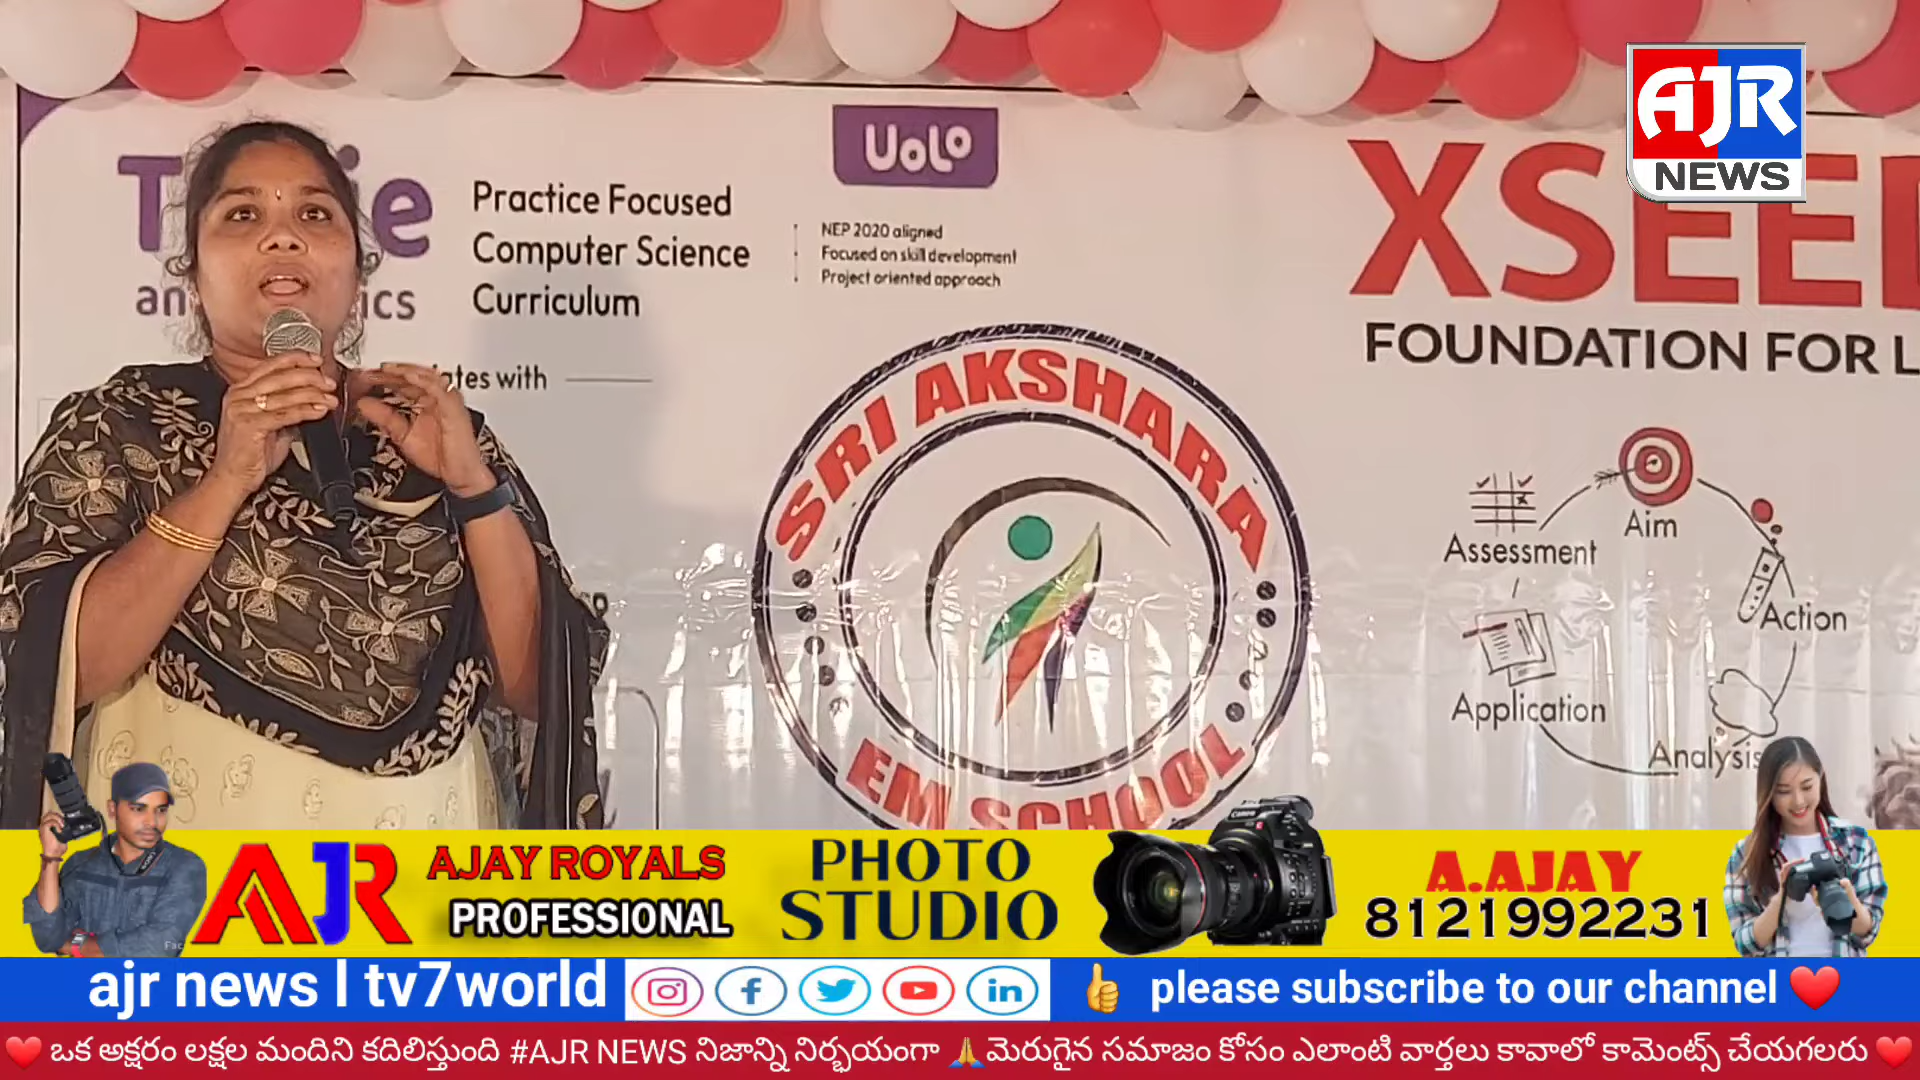 AJR
NEWS
UOLO
Practice Focused
Computer Science
Curriculum
NEP 2020 aligned
Focused on skill development
Project oriented approach
with
XSEED
FOUNDATION FOR L
SRI AKSHARA
EM SCHOOL
Aim
Assessment
Action
Application
Analysis
AJR
AJAY ROYALS
PROFESSIONAL
PHOTO
STUDIO
Canon
A.AJAY
8121992231
ajr news l tv7world
please subscribe to our channel
ఒక అక్షరం లక్షల మందిని కదిలిస్తుంది #AJR NEWS నిజాన్ని నిర్భయంగా 🙏మెరుగైన సమాజం కోసం ఎలాంటి వార్తలు కావాలో కామెంట్స్ చేయగలరు